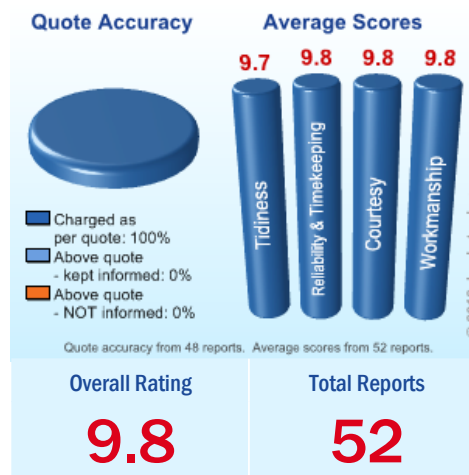 Quote Accuracy
Average Scores
9.7
9.8
9.8
9.8
Tidiness
Reliability & Timekeeping
Courtesy
Workmanship
Charged as
per quote: 100%
Above quote
- kept informed: 0%
Above quote
- NOT informed: 0%
Quote accuracy from 48 reports. Average scores from 52 reports.
Overall Rating
Total Reports
9.8
52